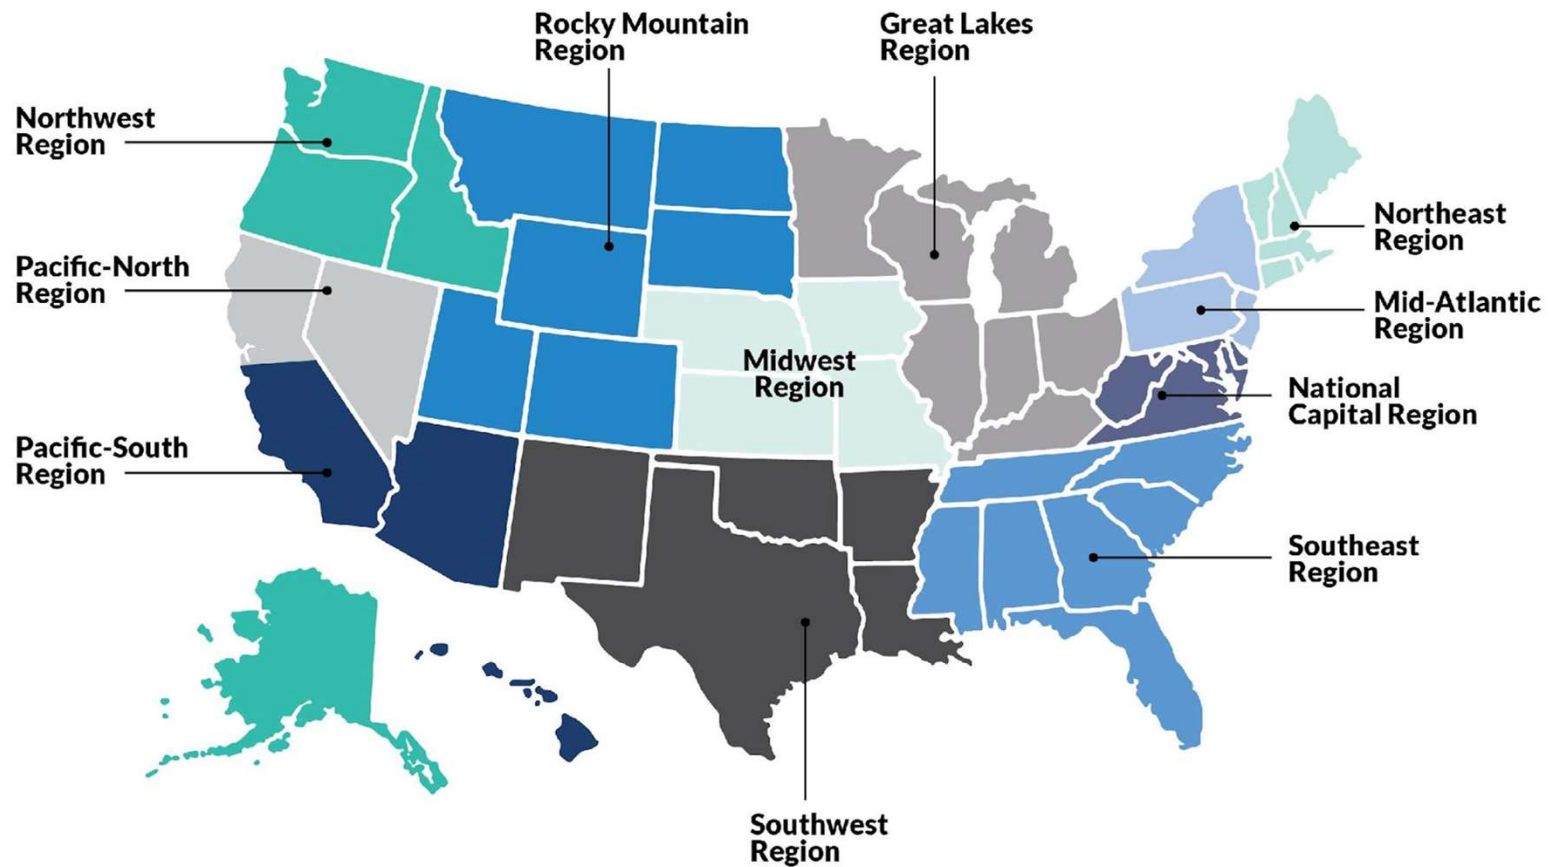 Rocky Mountain
Region
Great Lakes
Region
Northwest
Region
Northeast
Region
Pacific-North
Region
Mid-Atlantic
Region
Midwest
Region
National
Capital Region
Pacific-South
Region
Southeast
Region
Southwest
Region